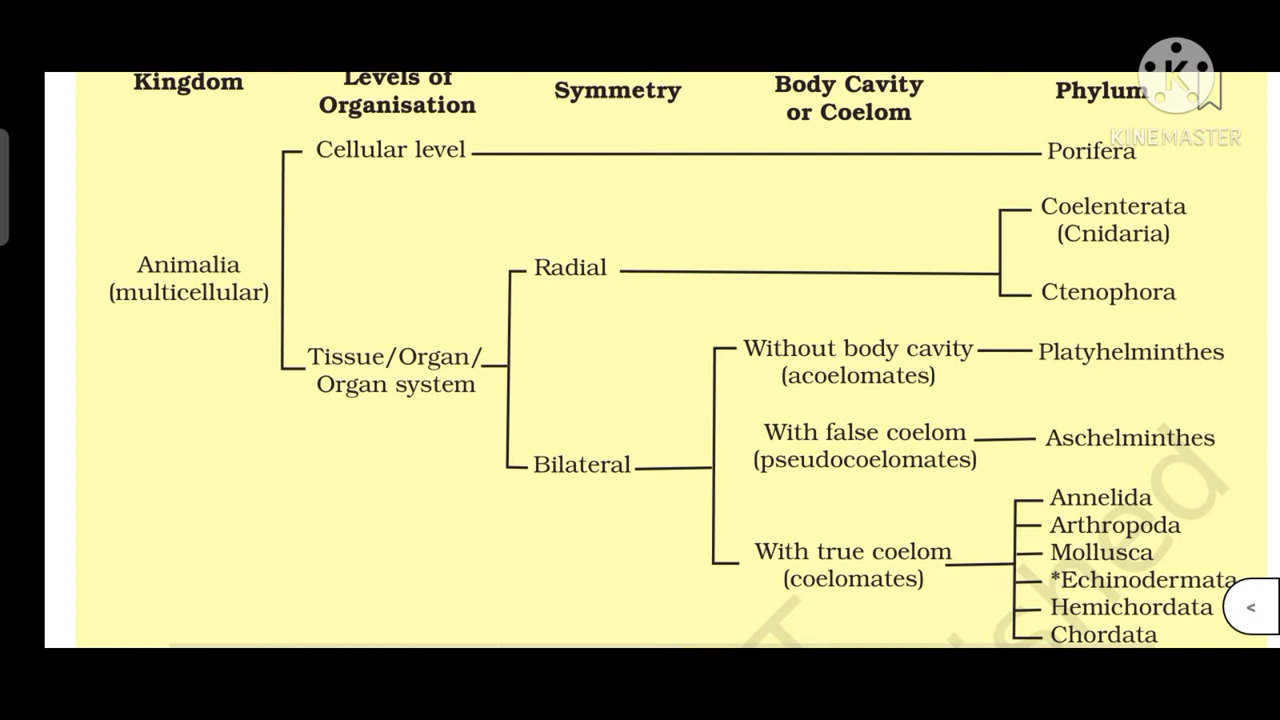 Kingdom
Levels of
Organisation
Symmetry
Body Cavity
or Coelom
Phylum
K
KINEMASTER
Cellular level
Porifera
Coelenterata
(Cnidaria)
Radial
Ctenophora
Animalia
(multicellular)
Tissue/Organ/
Organ system
Without body cavity
(acoelomates)
Platyhelminthes
With false coelom
(pseudocoelomates)
Aschelminthes
Bilateral
With true coelom
(coelomates)
Annelida
Arthropoda
Mollusca
*Echinodermata
Hemichordata
Chordata
<